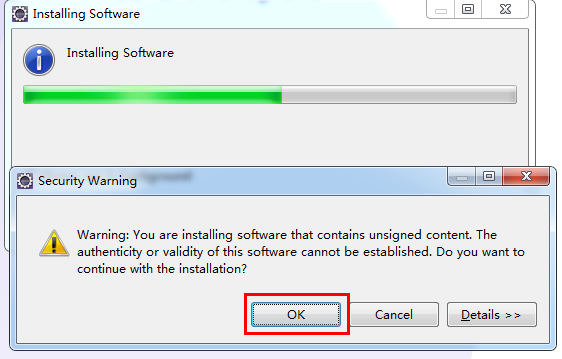 Installing Software
Installing Software
Security Warning
Warning: You are installing software that contains unsigned content. The
authenticity or validity of this software cannot be established. Do you want to
continue with the installation?
OK
Cancel
Details >>